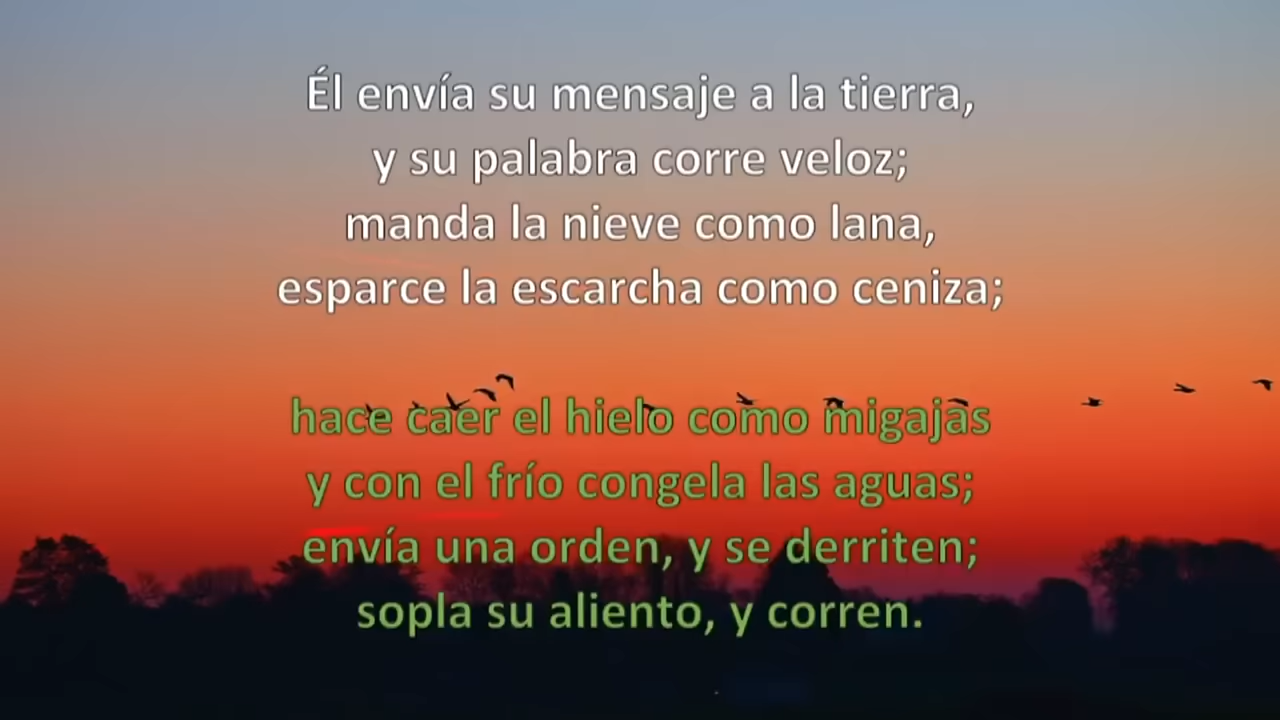 Él envía su mensaje a la tierra,
y su palabra corre veloz;
manda la nieve como lana,
esparce la escarcha como ceniza;
hace caer el hielo como migajas
y con el frío congela las aguas;
envía una orden, y se derriten;
sopla su aliento, y corren.